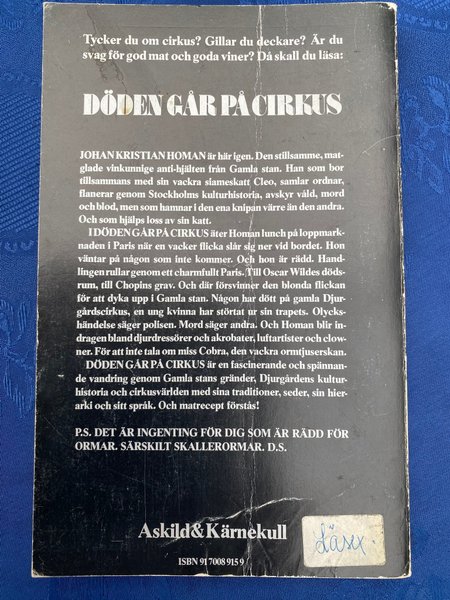 Tycker du om cirkus? Gillar du deckare? Är du
svag för god mat och goda viner? Då skall du läsa:
DÖDEN GÅR PÅ CIRKUS
JOHAN KRISTIAN HOMAN är här igen. Den stillsamme, mat-
glade vinkunnige anti-hjälten från Gamla stan. Han som bor
tillsammans med sin vackra siameskatt Cleo, samlar ordnar,
flanerar genom Stockholms kulturhistoria, avskyr våld, mord
och blod, men som hamnar i den ena knipan värre än den andra.
Och som hjälps loss av sin katt.
I DÖDEN GÅR PÅ CIRKUS äter Homan lunch på loppmark-
naden i Paris när en vacker flicka slår sig ner vid bordet. Hon
väntar på någon som inte kommer. Och hon är rädd. Hand-
lingen rullar genom ett charmfullt Paris. Till Oscar Wildes döds-
rum, till Chopins grav. Och där försvinner den blonda flickan
för att dyka upp i Gamla stan. Någon har dött på gamla Djur-
gårdscirkus, en ung kvinna har störtat ur sin trapets. Olycks-
händelse säger polisen. Mord säger andra. Och Homan blir in-
dragen bland djurdressörer och akrobater, luftartister och clow-
ner. För att inte tala om miss Cobra, den vackra ormtjuserskan.
DÖDEN GÅR PÅ CIRKUS är en fascinerande och spännan-
de vandring genom Gamla stans gränder, Djurgårdens kultur-
historia och cirkusvärlden med sina traditioner, seder, sin hier-
arki och sitt språk. Och matrecept förstås!
P.S. DET ÄR INGENTING FÖR DIG SOM ÄR RÄDD FÖR
ORMAR. SÄRSKILT SKALLERORMAR. D.S.
Askild & Kärnekull
ISBN 91 7008 915 9